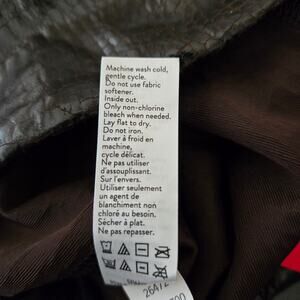 Machine wash cold,
gentle cycle.
Do not use fabric
softener.
Inside out.
Only non-chlorine
bleach when needed.
Lay flat to dry.
Do not iron.
Laver à froid en
machine,
cycle délicat.
Ne pas utiliser
d'assouplissant.
Sur l'envers.
Utiliser seulement
un agent de
blanchiment non
chloré au besoin.
Sécher à plat.
Ne pas repasser.